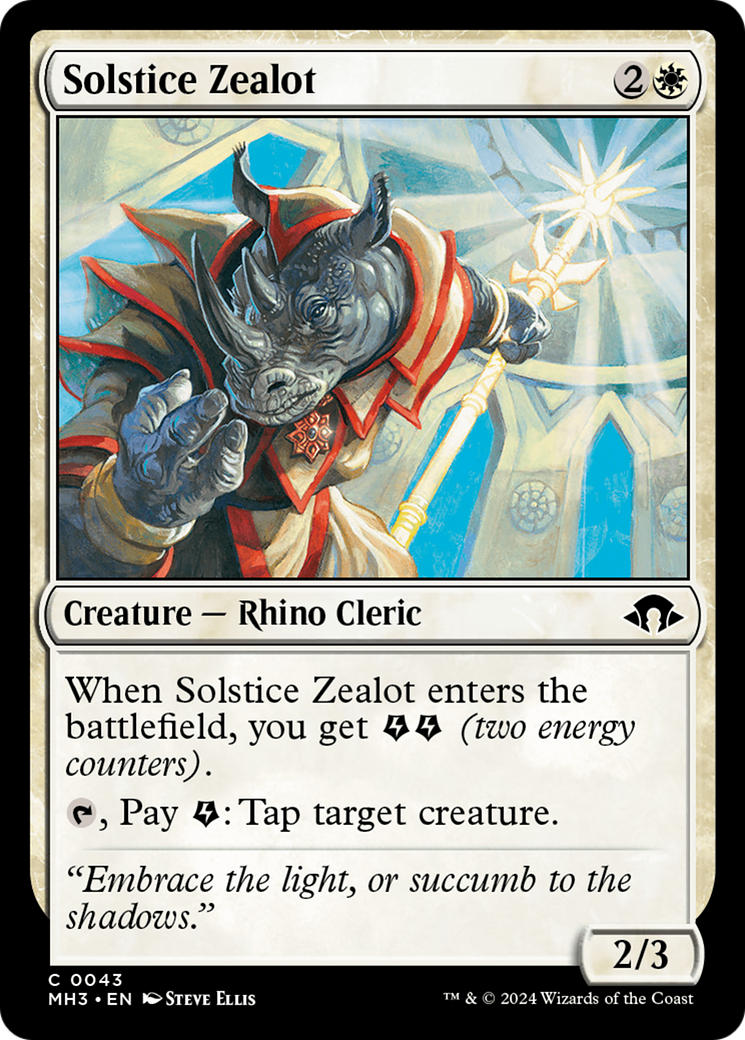 Solstice Zealot 2
Creature — Rhino Cleric
When Solstice Zealot enters the
battlefield, you get (two energy
counters).
, Pay : Tap target creature.
“Embrace the light, or succumb to the
shadows.”
2/3
C 0043
MH3 • EN Steve Ellis
™ & © 2024 Wizards of the Coast